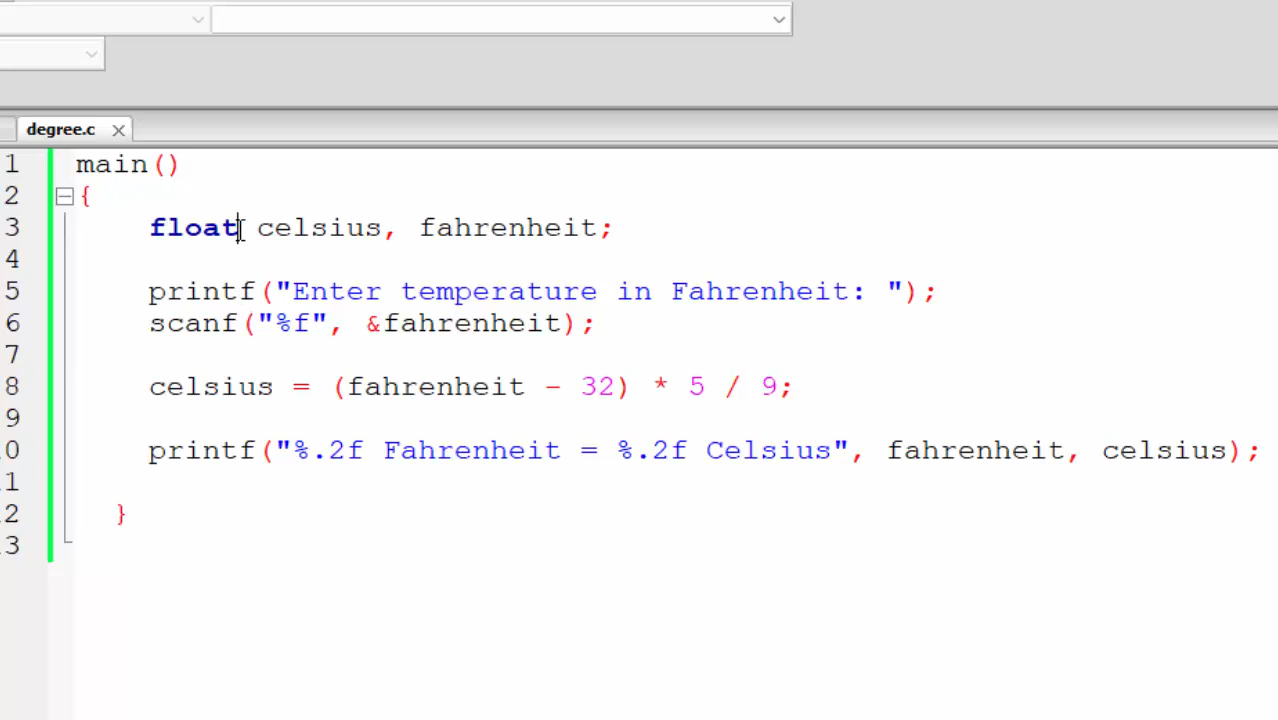 degree.c
1 main()
2 {
3 float celsius, fahrenheit;
4
5 printf("Enter temperature in Fahrenheit: ");
6 scanf("%f", &fahrenheit);
7
8 celsius = (fahrenheit - 32) * 5 / 9;
9
0 printf("%.2f Fahrenheit = %.2f Celsius", fahrenheit, celsius);
1
2 }
3